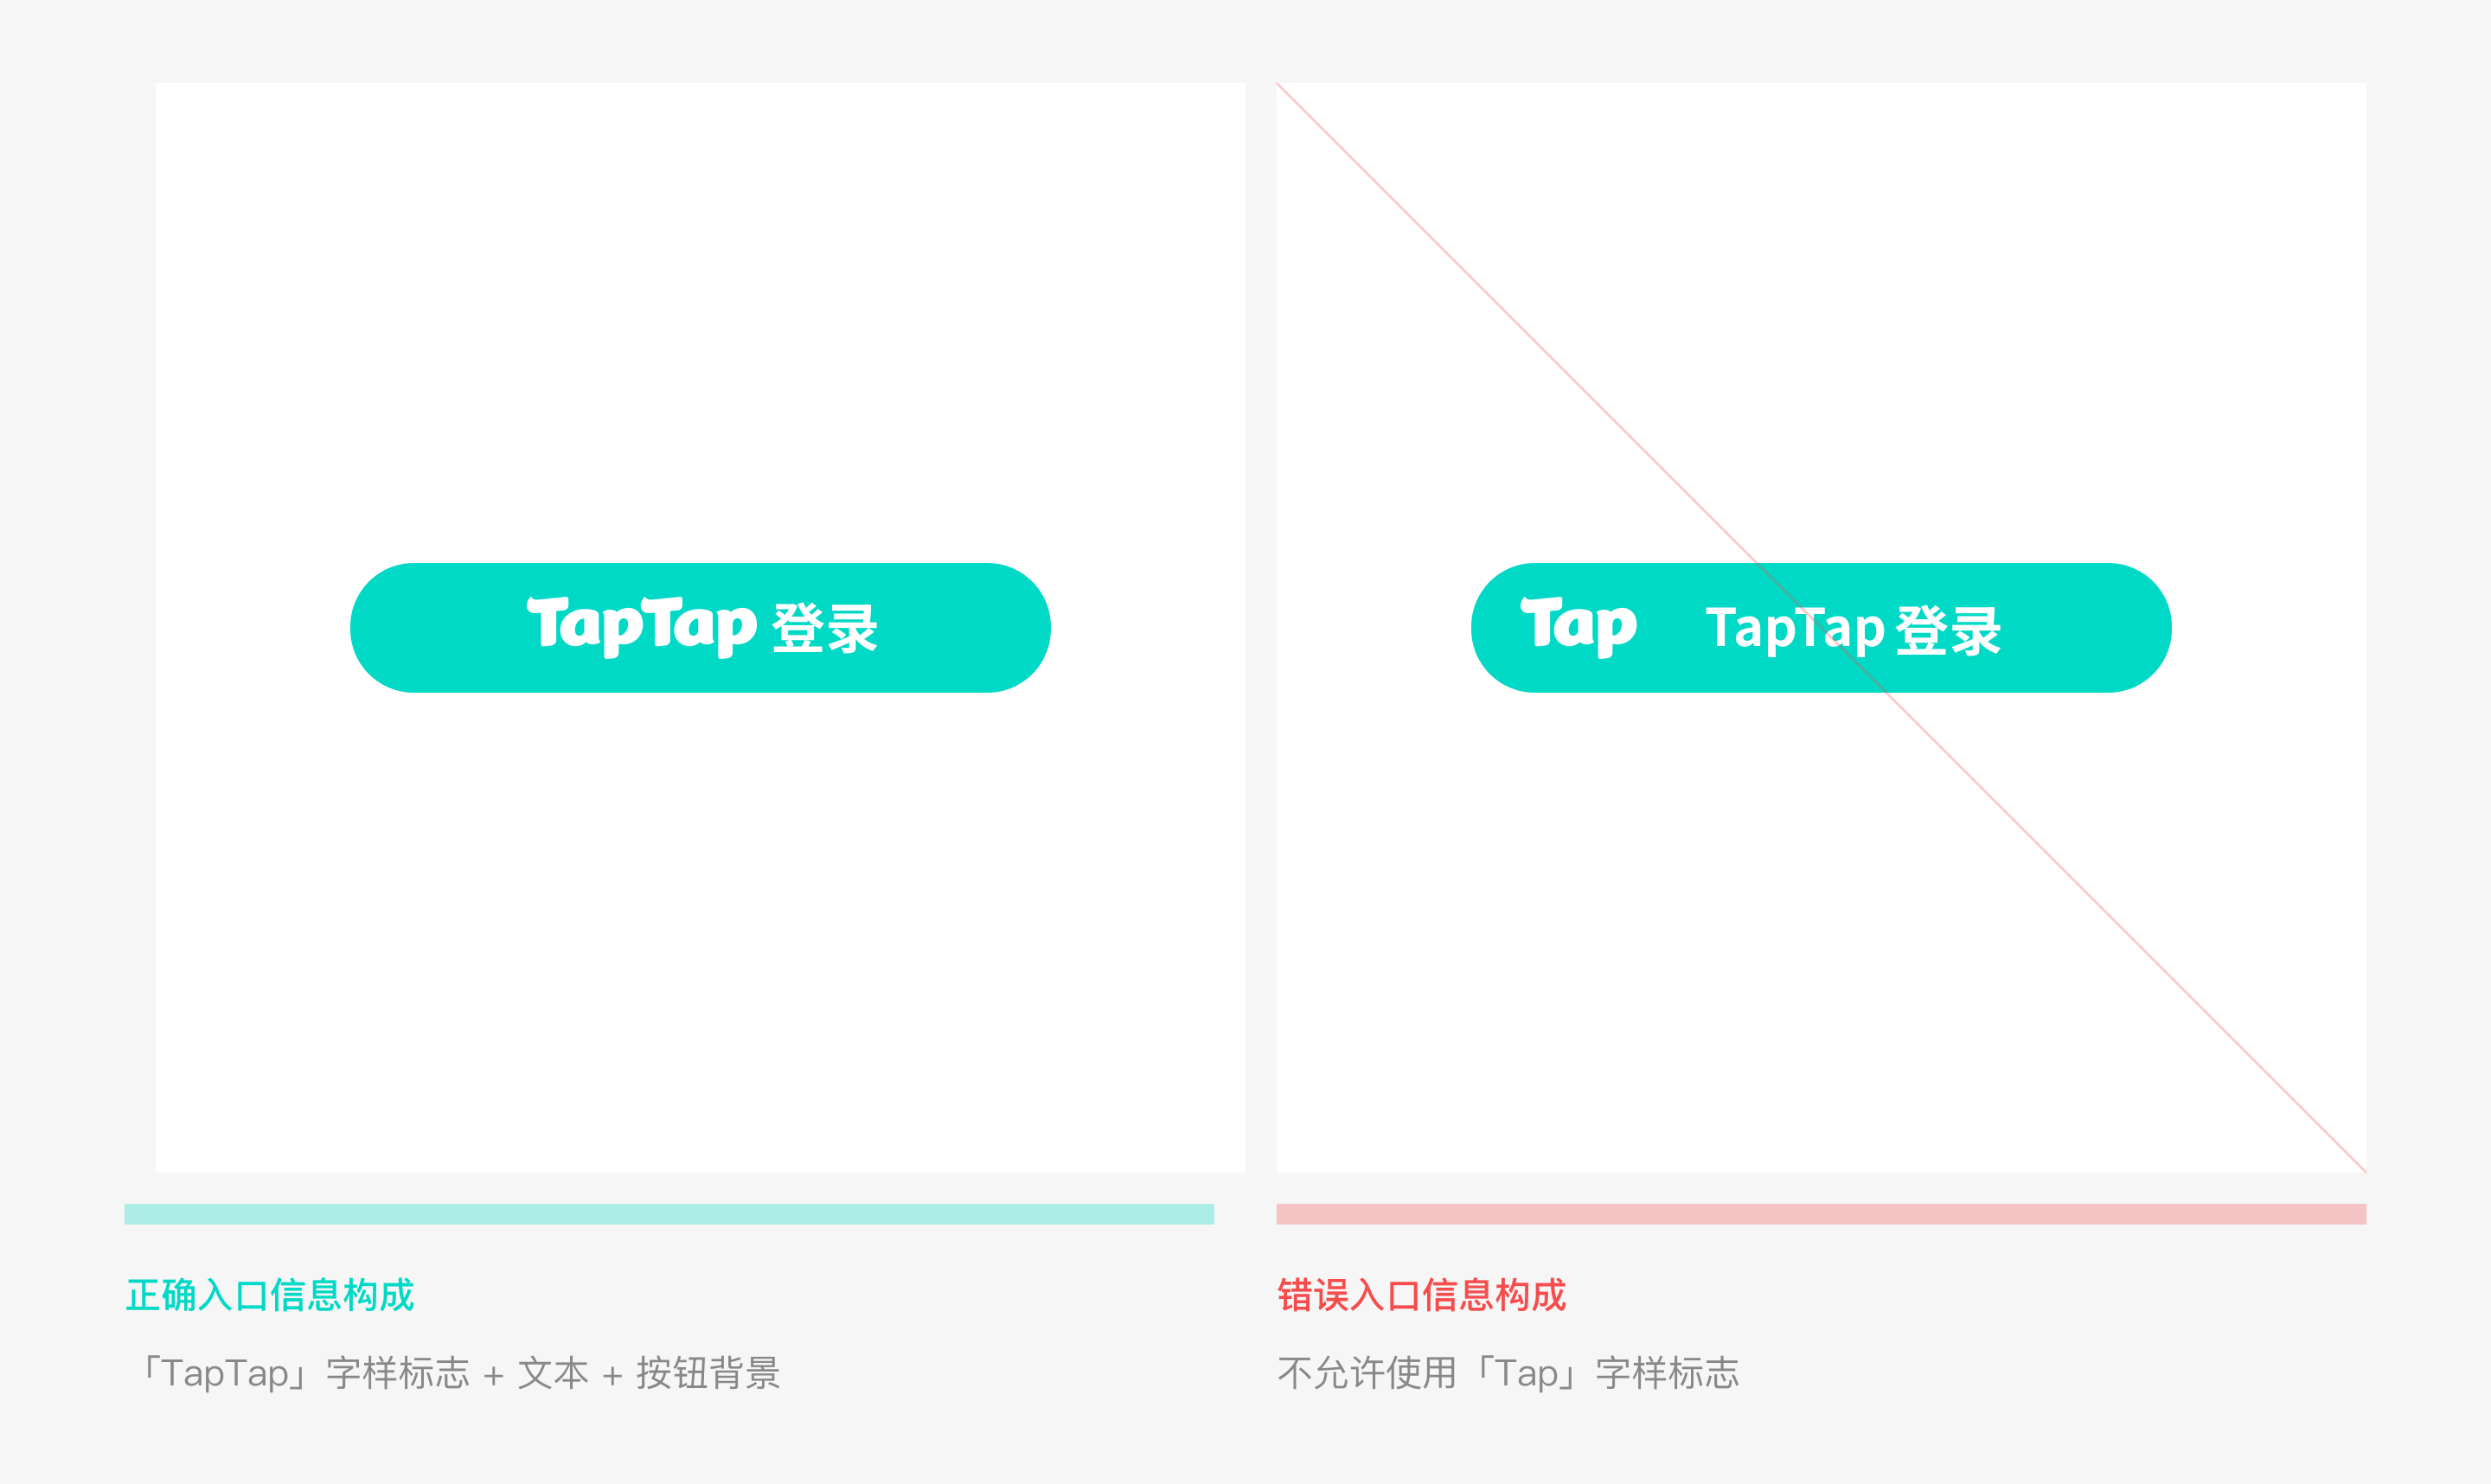 TapTap 登录
Tap TapTap 登录
正确入口信息构成
「TapTap」字样标志 + 文本 + 按钮背景
错误入口信息构成
不允许使用「Tap」字样标志